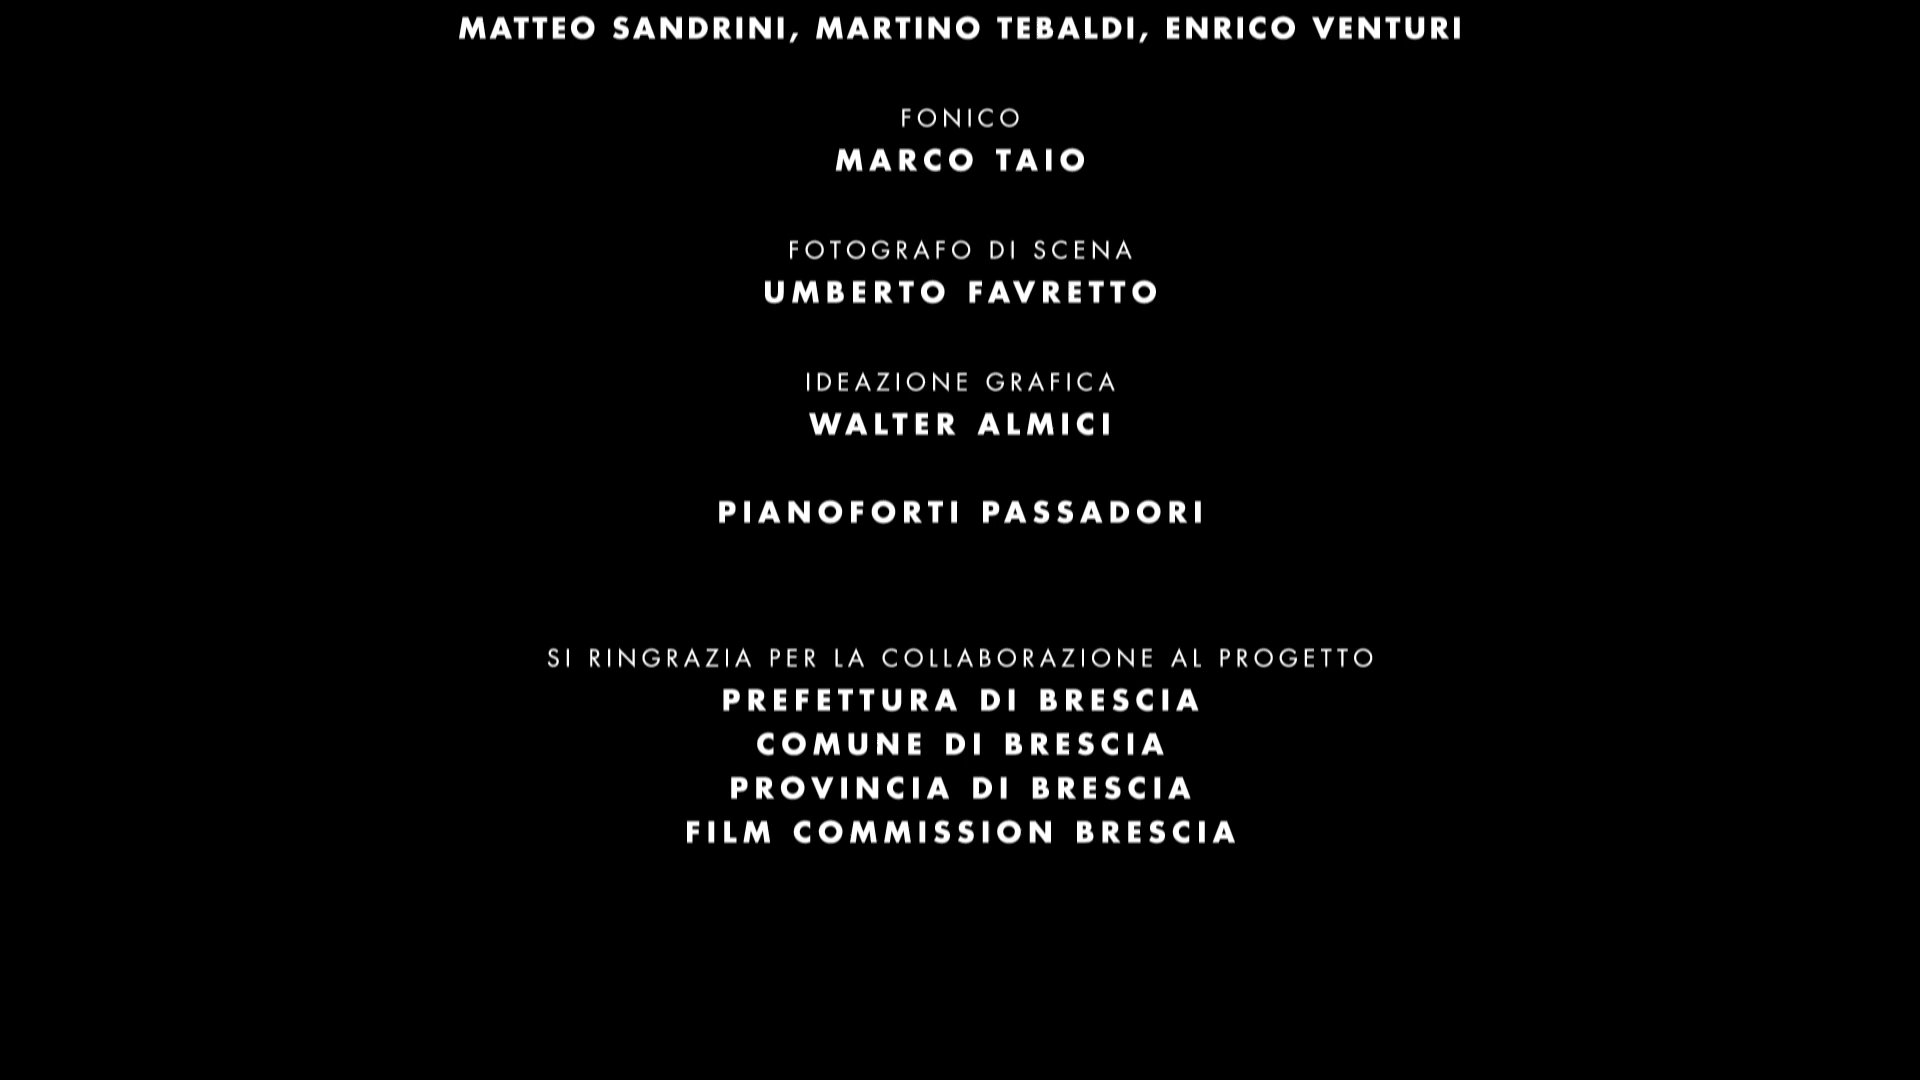 MATTEO SANDRINI, MARTINO TEBALDI, ENRICO VENTURI
FONICO
MARCO TAIO
FOTOGRAFO DI SCENA
UMBERTO FAVRETTO
IDEAZIONE GRAFICA
WALTER ALMICI
PIANOFORTI PASSADORI
SI RINGRAZIA PER LA COLLABORAZIONE AL PROGETTO
PREFETTURA DI BRESCIA
COMUNE DI BRESCIA
PROVINCIA DI BRESCIA
FILM COMMISSION BRESCIA